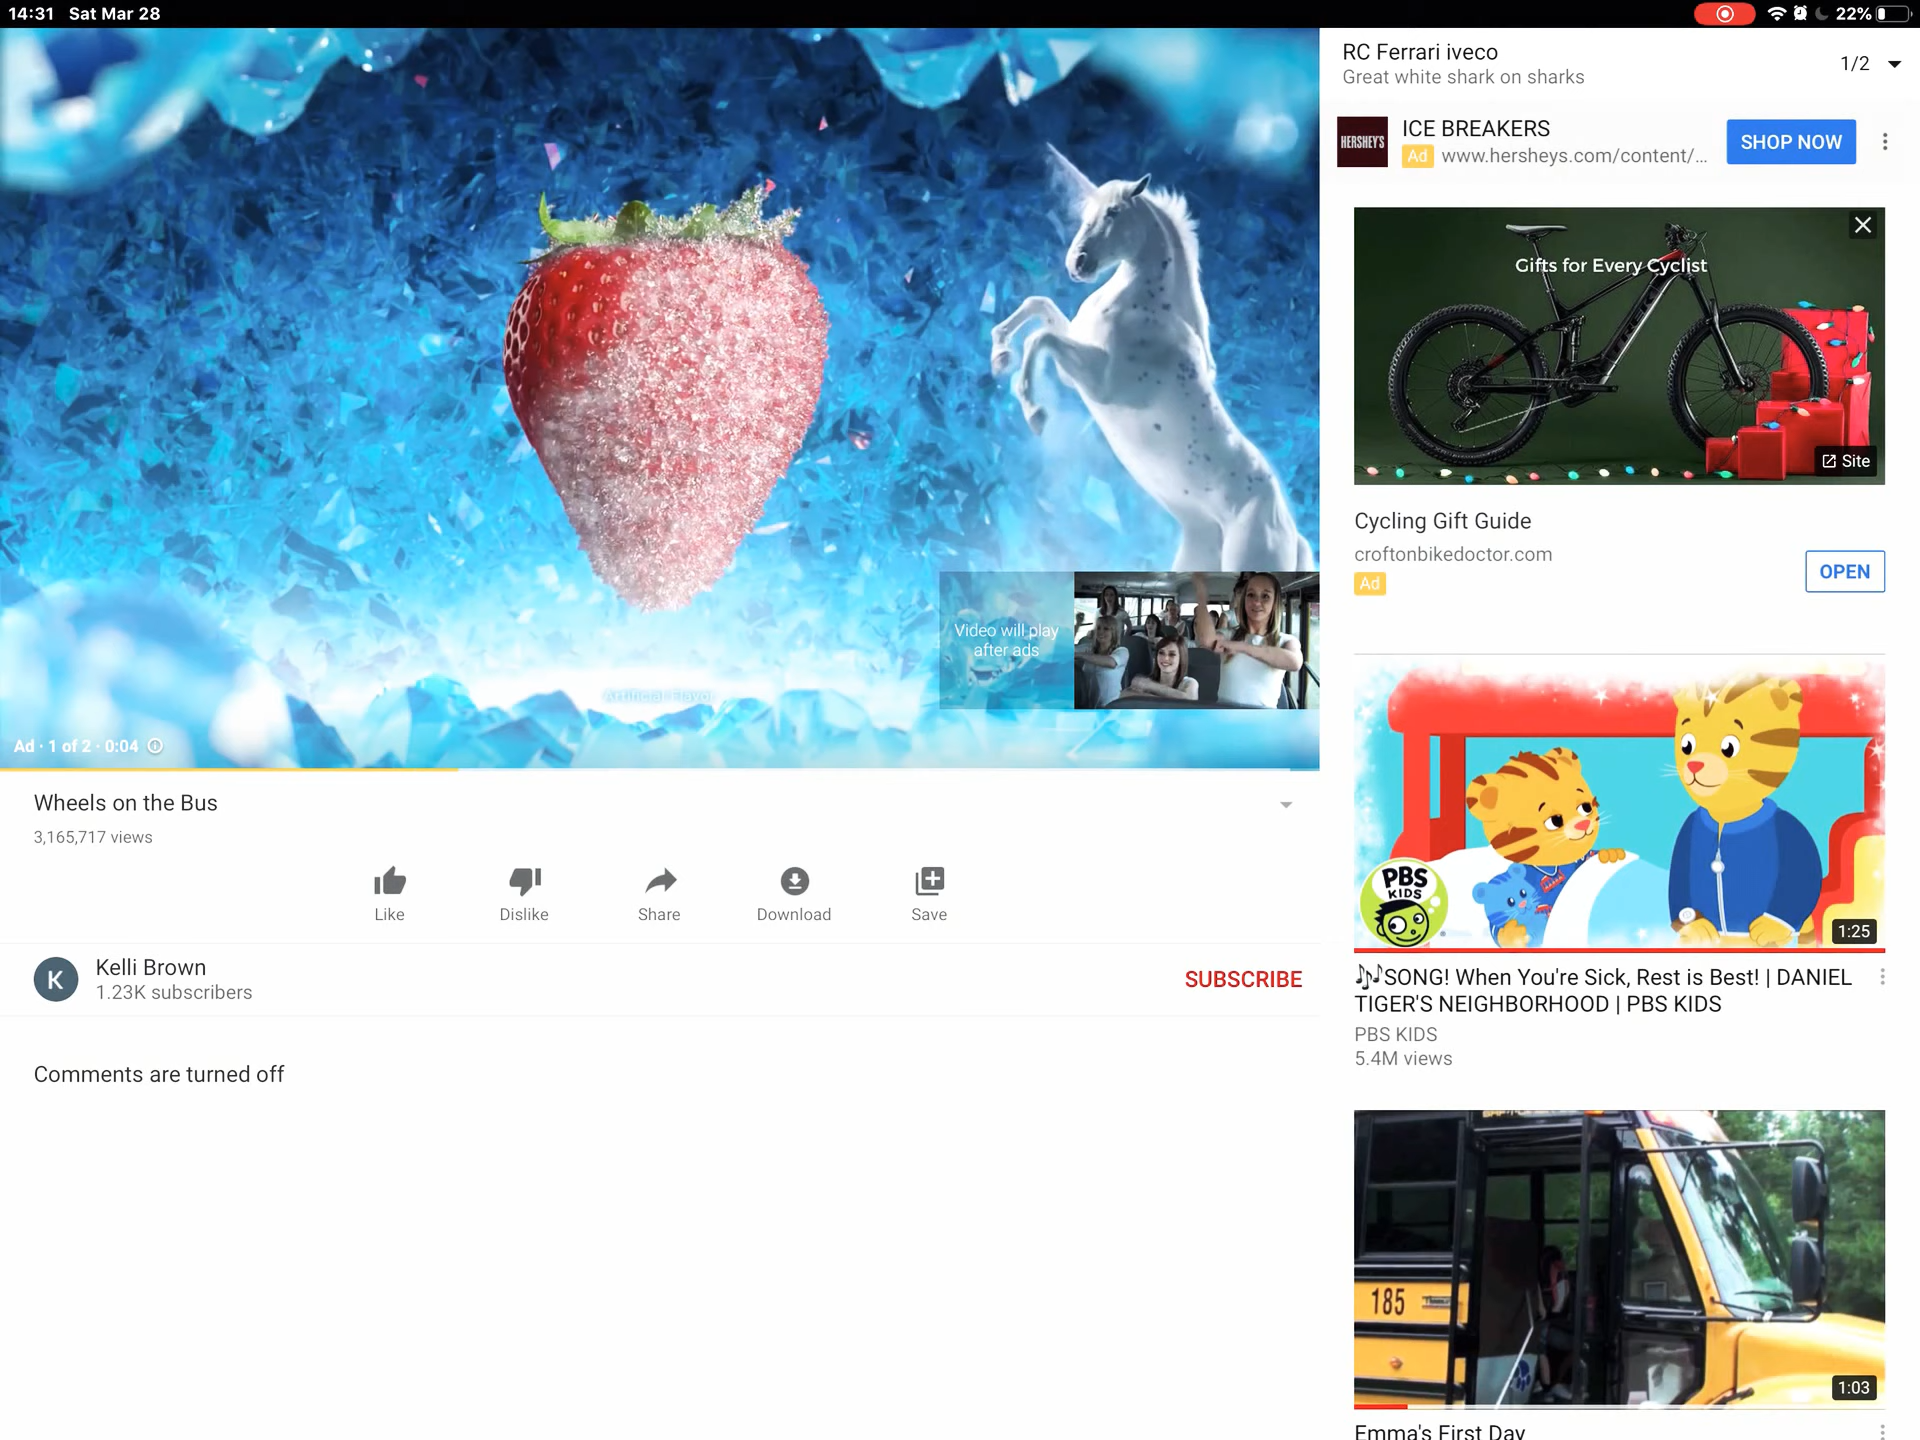 14:31 Sat Mar 28
22%
Artificial Flavor
Video will play
after ads
Ad · 1 of 2 · 0:04
Wheels on the Bus
3,165,717 views
Like
Dislike
Share
Download
Save
K
Kelli Brown
1.23K subscribers
SUBSCRIBE
Comments are turned off
RC Ferrari iveco
Great white shark on sharks
1/2
HERSHEY'S
ICE BREAKERS
Ad www.hersheys.com/content/...
SHOP NOW
Gifts for Every Cyclist
TREK
Site
Cycling Gift Guide
croftonbikedoctor.com
Ad
OPEN
PBS
KIDS
1:25
🎶SONG! When You're Sick, Rest is Best! | DANIEL
TIGER'S NEIGHBORHOOD | PBS KIDS
PBS KIDS
5.4M views
185
1:03
Emma's First Day